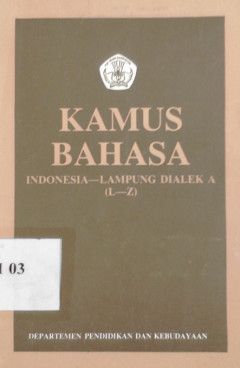 KAMUS
BAHASA
INDONESIA—LAMPUNG DIALEK A
(L—Z)
03
DEPARTEMEN PENDIDIKAN DAN KEBUDAYAAN